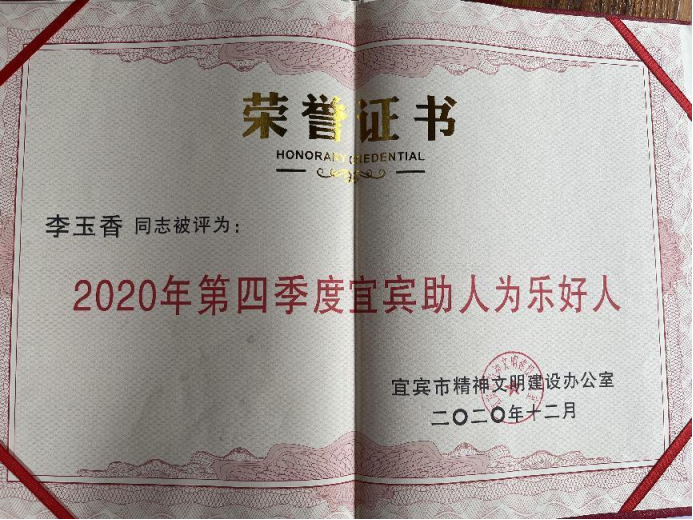 荣誉证书
HONORARY CREDENTIAL
李玉香 同志被评为：
2020年第四季度宜宾助人为乐好人
宜宾市精神文明建设办公室
二〇二〇年十二月